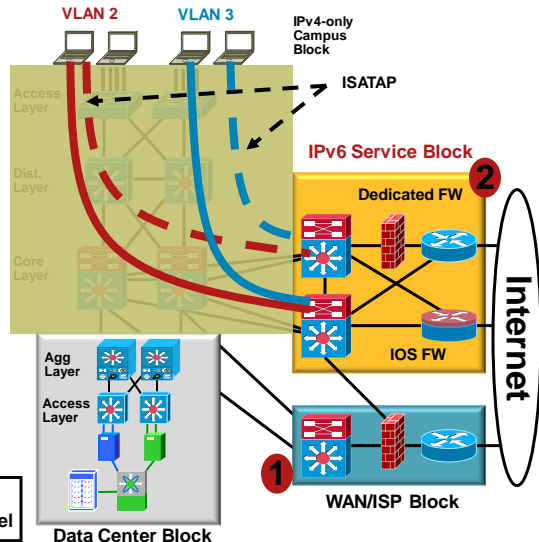 VLAN 2
VLAN 3
IPv4-only
Campus
Block
ISATAP
Access
Layer
Dist.
Layer
Core
Layer
IPv6 Service Block
2
Dedicated FW
IOS FW
Internet
Agg
Layer
Access
Layer
1
WAN/ISP Block
el
Data Center Block